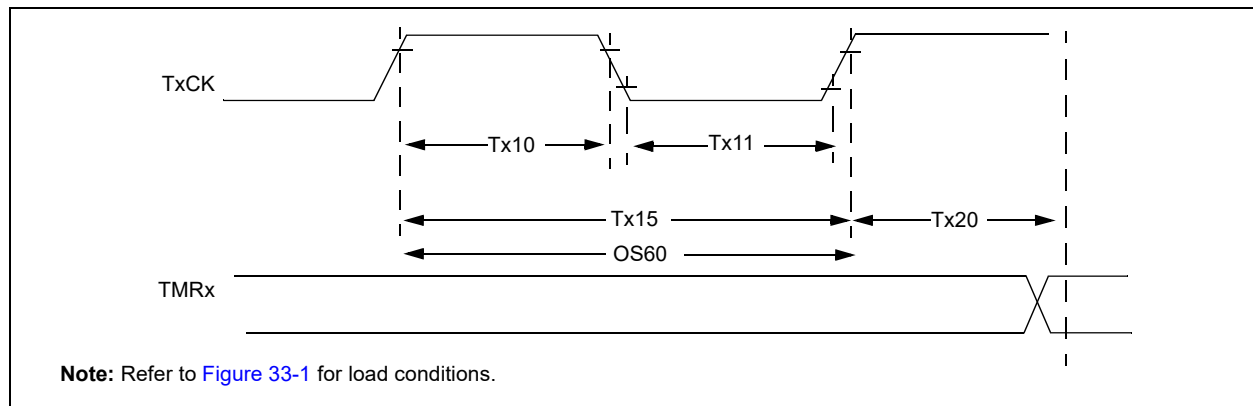 TxCK
Tx10
Tx11
Tx15
Tx20
OS60
TMRx
Note: Refer to Figure 33-1 for load conditions.